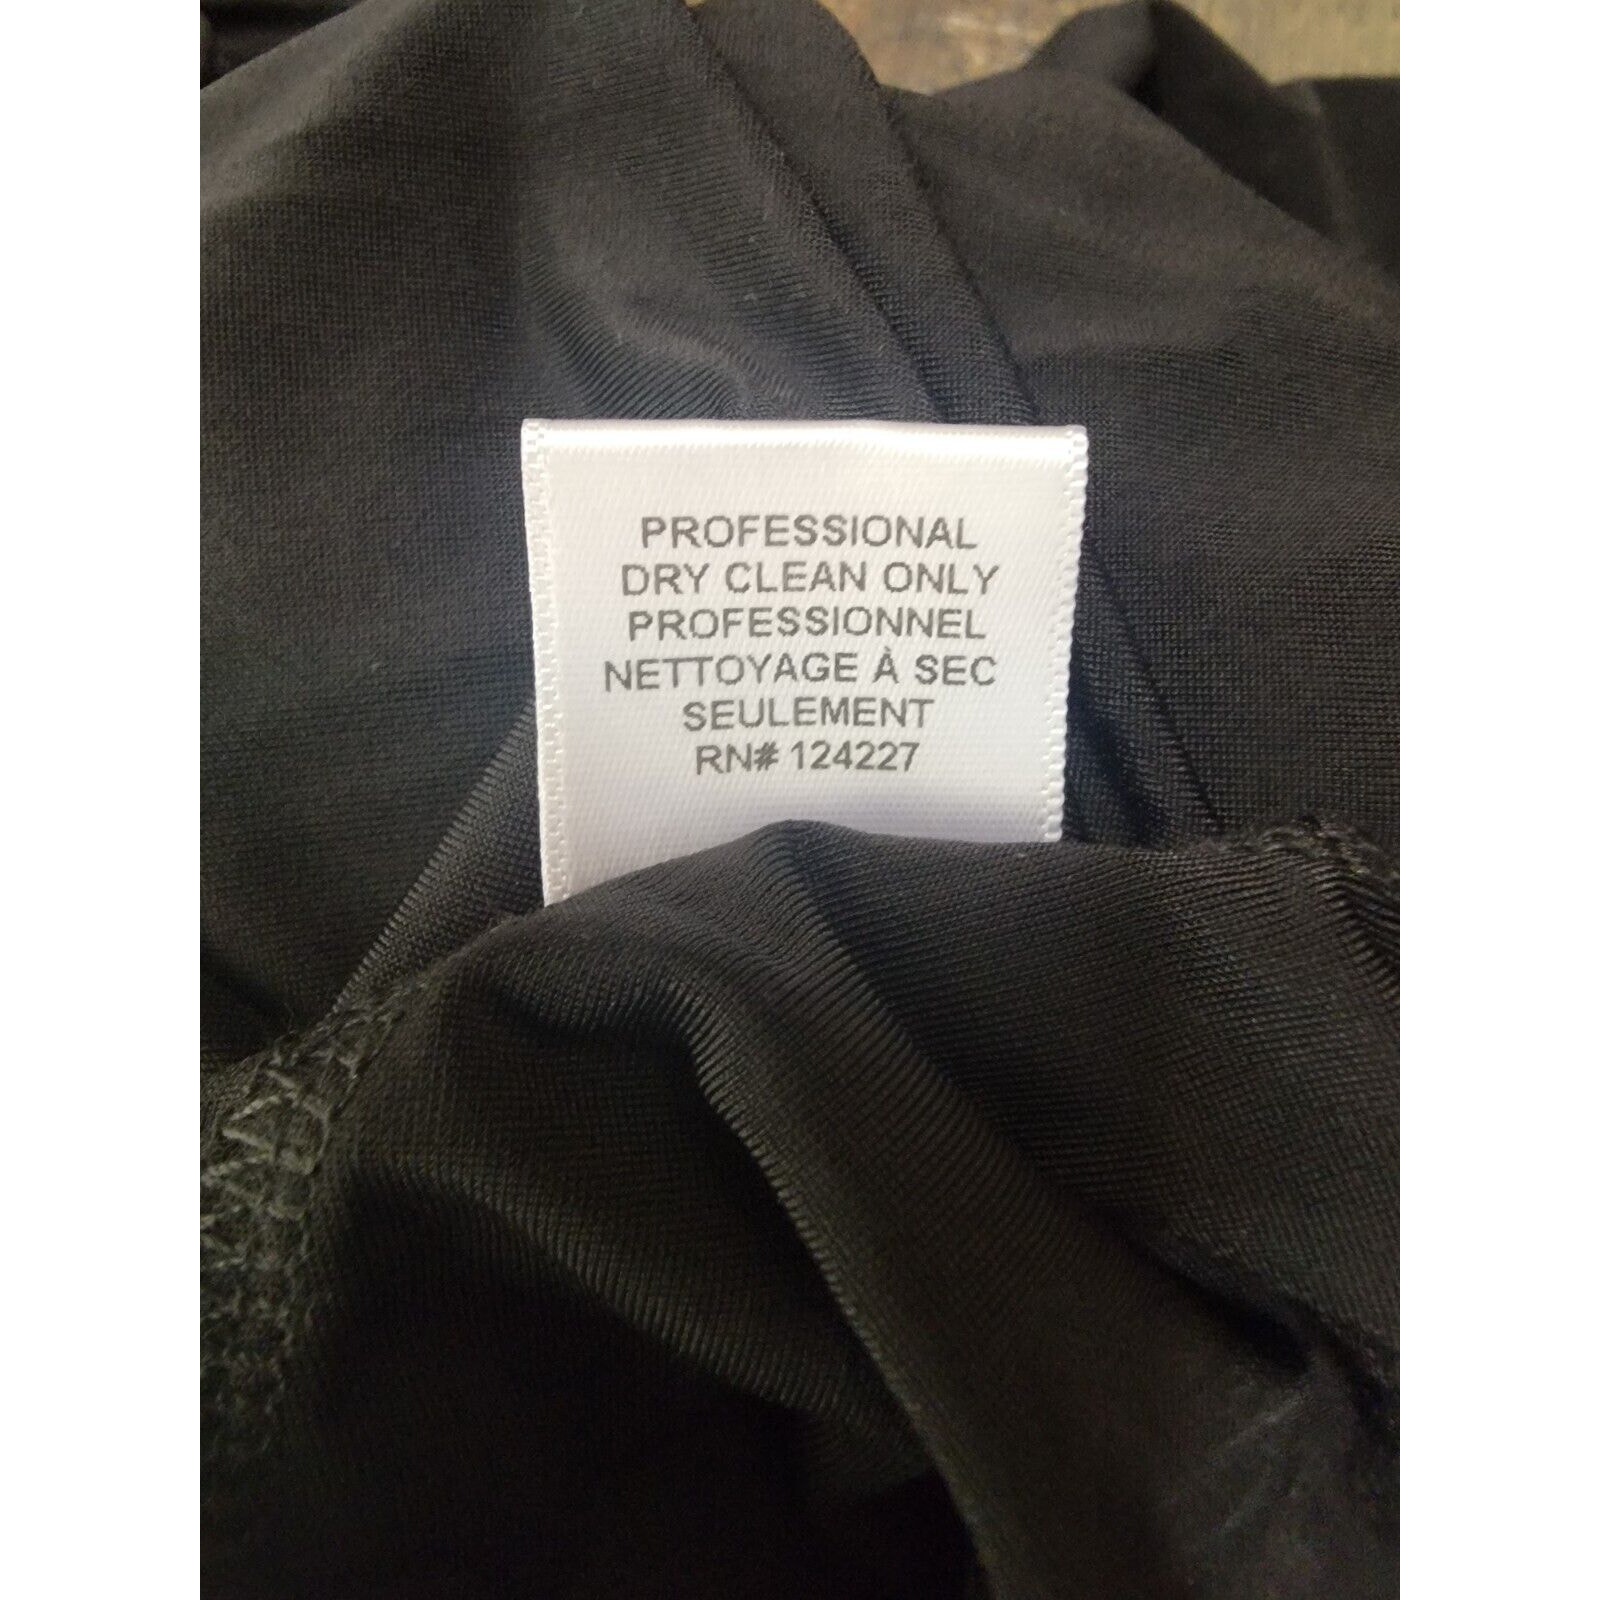 PROFESSIONAL
DRY CLEAN ONLY
PROFESSIONNEL
NETTOYAGE À SEC
SEULEMENT
RN# 124227